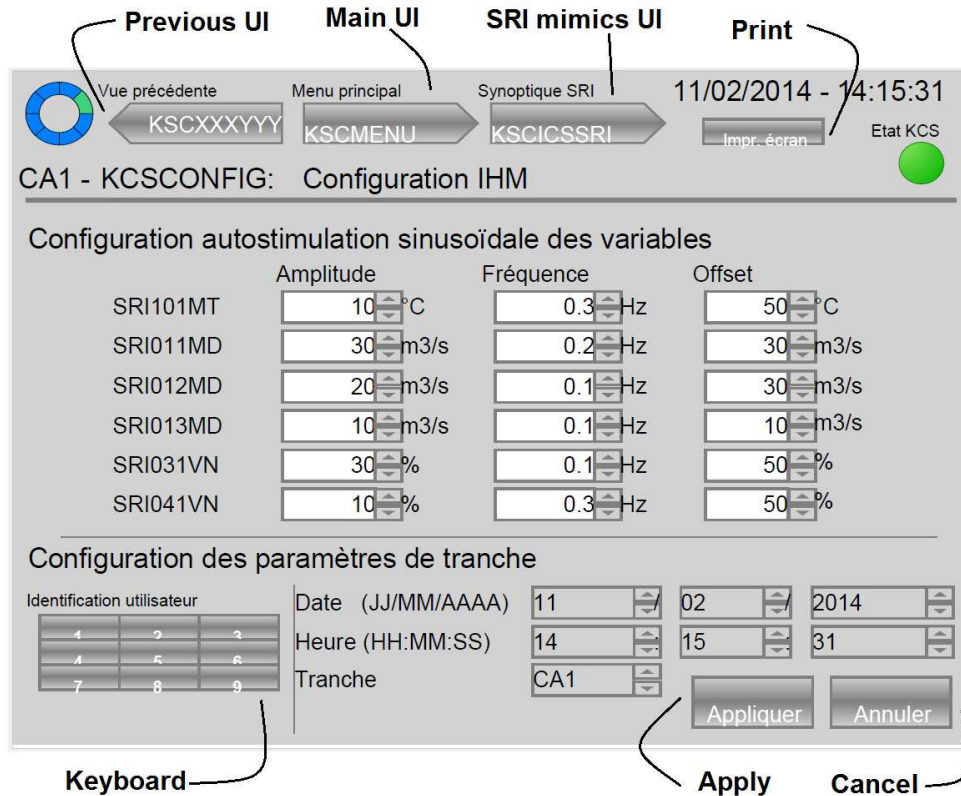 Previous UI Main UI SRI mimics UI Print
Vue précédente Menu principal Synoptique SRI 11/02/2014 - 14:15:31
KSCXXXYYY KSCMENU KSCICSSRI Impr. écran Etat KCS
CA1 - KCSCONFIG: Configuration IHM
Configuration autostimulation sinusoïdale des variables
Amplitude Fréquence Offset
SRI101MT 10 °C 0.3 Hz 50 °C
SRI011MD 30 m3/s 0.2 Hz 30 m3/s
SRI012MD 20 m3/s 0.1 Hz 30 m3/s
SRI013MD 10 m3/s 0.1 Hz 10 m3/s
SRI031VN 30 % 0.1 Hz 50 %
SRI041VN 10 % 0.3 Hz 50 %
Configuration des paramètres de tranche
Identification utilisateur
1 2 3
4 5 6
7 8 9
Date (JJ/MM/AAAA) 11 / 02 / 2014
Heure (HH:MM:SS) 14 : 15 : 31
Tranche CA1
Appliquer Annuler
Keyboard Apply Cancel